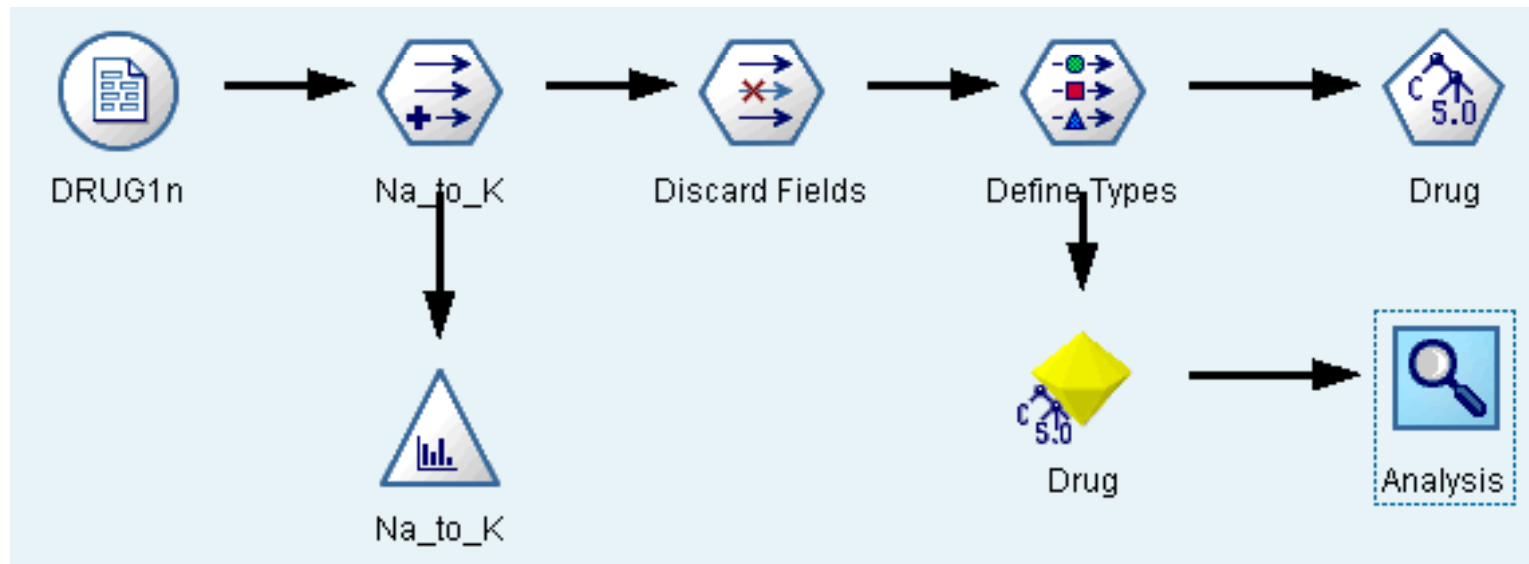 C 5.0
DRUG1n
Na_to_K
Discard Fields
Define Types
Drug
C 5.0
Drug
Analysis
Na_to_K